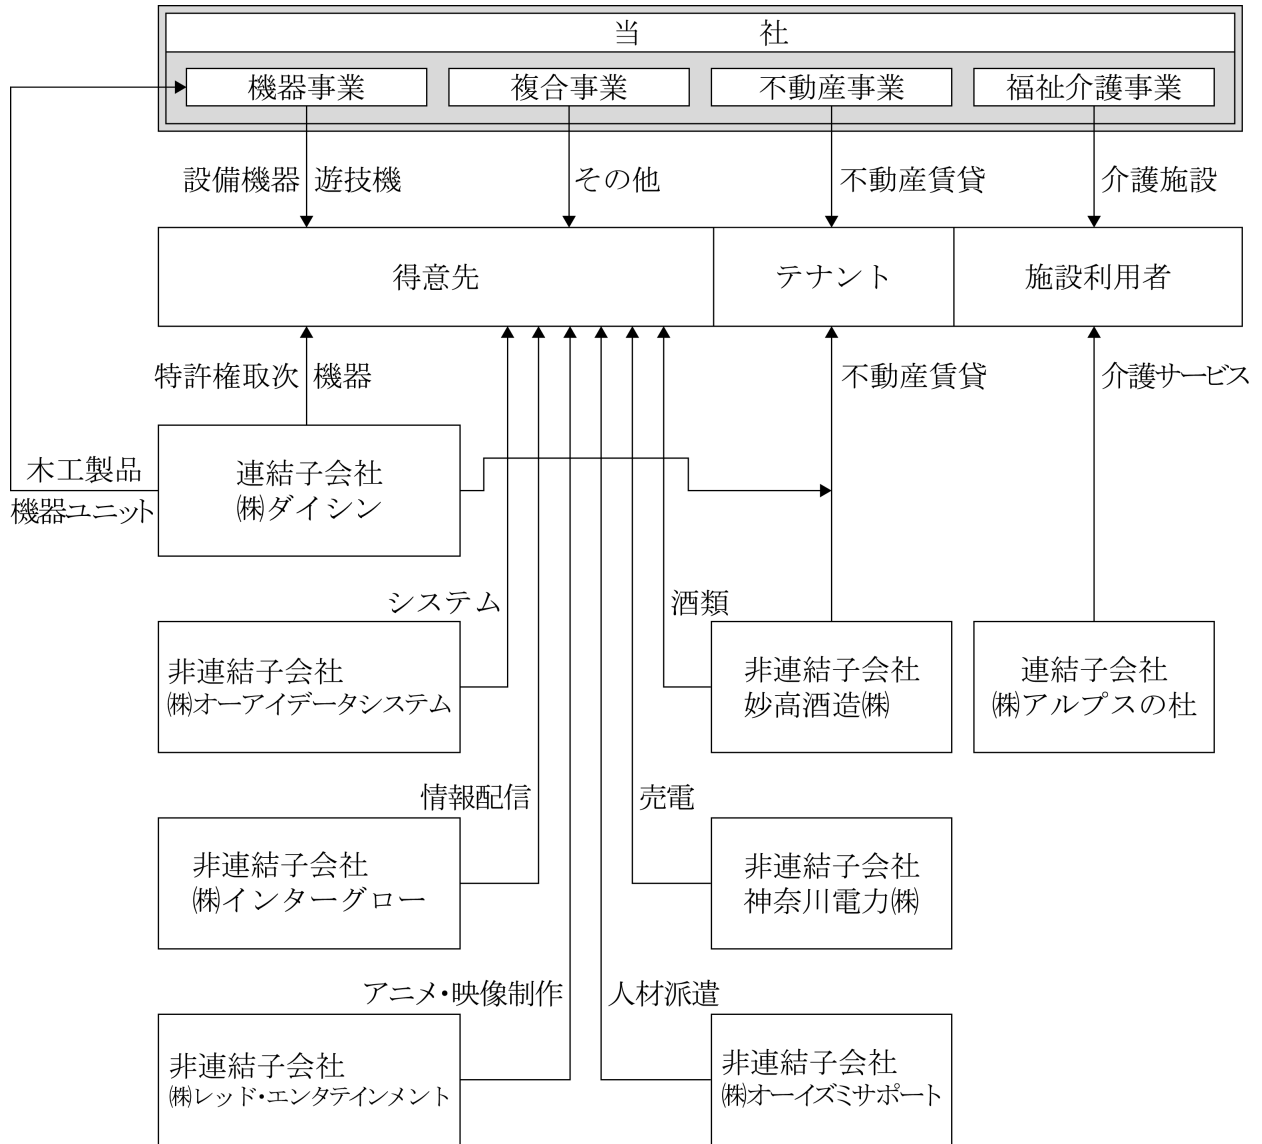 当　　　　社
機器事業
複合事業
不動産事業
福祉介護事業
設備機器
遊技機
その他
不動産賃貸
介護施設
得意先
テナント
施設利用者
特許権取次
機器
不動産賃貸
介護サービス
木工製品
機器ユニット
連結子会社
㈱ダイシン
システム
酒類
非連結子会社
㈱オーアイデータシステム
非連結子会社
妙高酒造㈱
連結子会社
㈱アルプスの杜
情報配信
売電
非連結子会社
㈱インターグロー
非連結子会社
神奈川電力㈱
アニメ・映像制作
人材派遣
非連結子会社
㈱レッド・エンタテインメント
非連結子会社
㈱オーイズミサポート